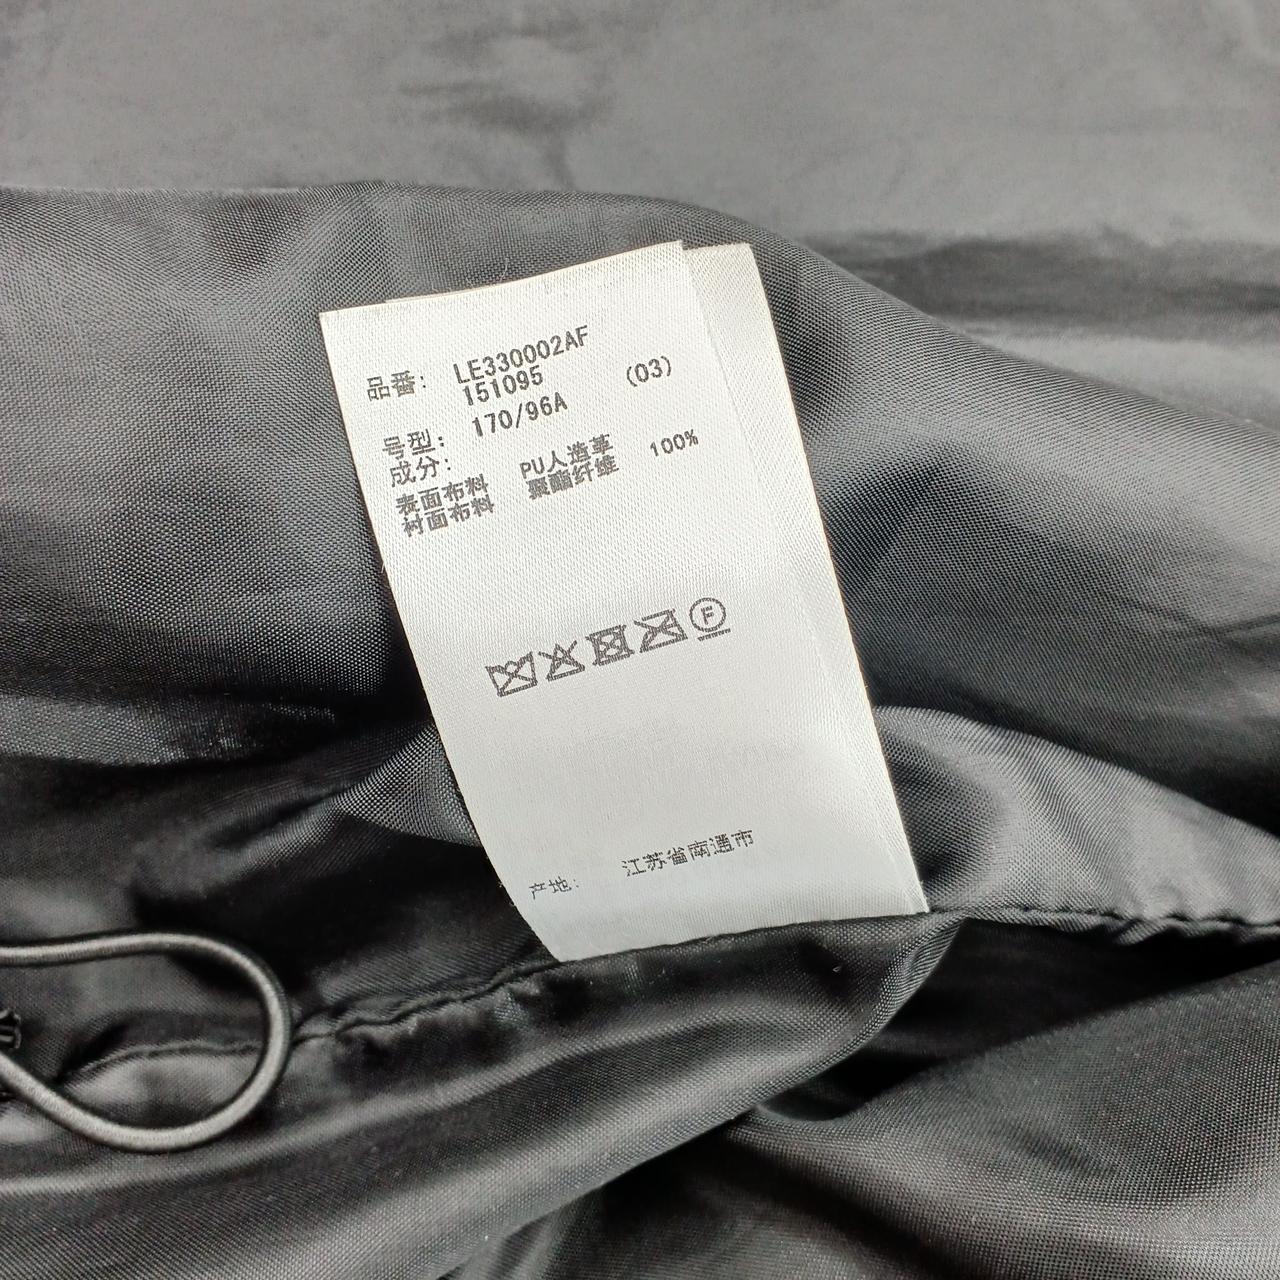 品番: LE330002AF
151095 (03)
号型: 170/96A
成分:
表面布料 PU人造革
衬面布料 聚酯纤维 100%
F
产地: 江苏省南通市